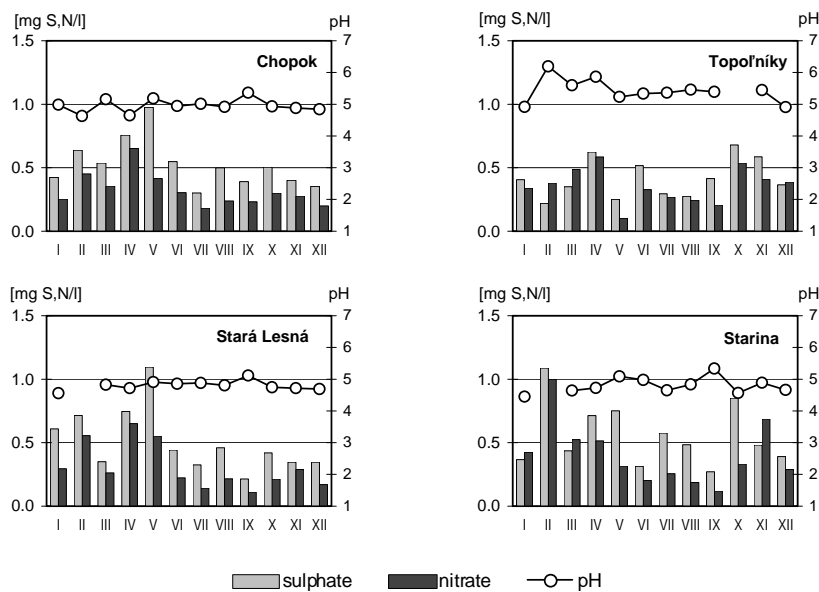 [mg S,N/l] pH
1.5 7
Chopok
6
1.0 5
4
0.5 3
2
0.0 1
I II III IV V VI VII VIII IX X XI XII
[mg S,N/l] pH
1.5 7
Topoľníky
6
1.0 5
4
0.5 3
2
0.0 1
I II III IV V VI VII VIII IX X XI XII
[mg S,N/l] pH
1.5 7
Stará Lesná
6
1.0 5
4
0.5 3
2
0.0 1
I II III IV V VI VII VIII IX X XI XII
[mg S,N/l] pH
1.5 7
Starina
6
1.0 5
4
0.5 3
2
0.0 1
I II III IV V VI VII VIII IX X XI XII
sulphate nitrate pH